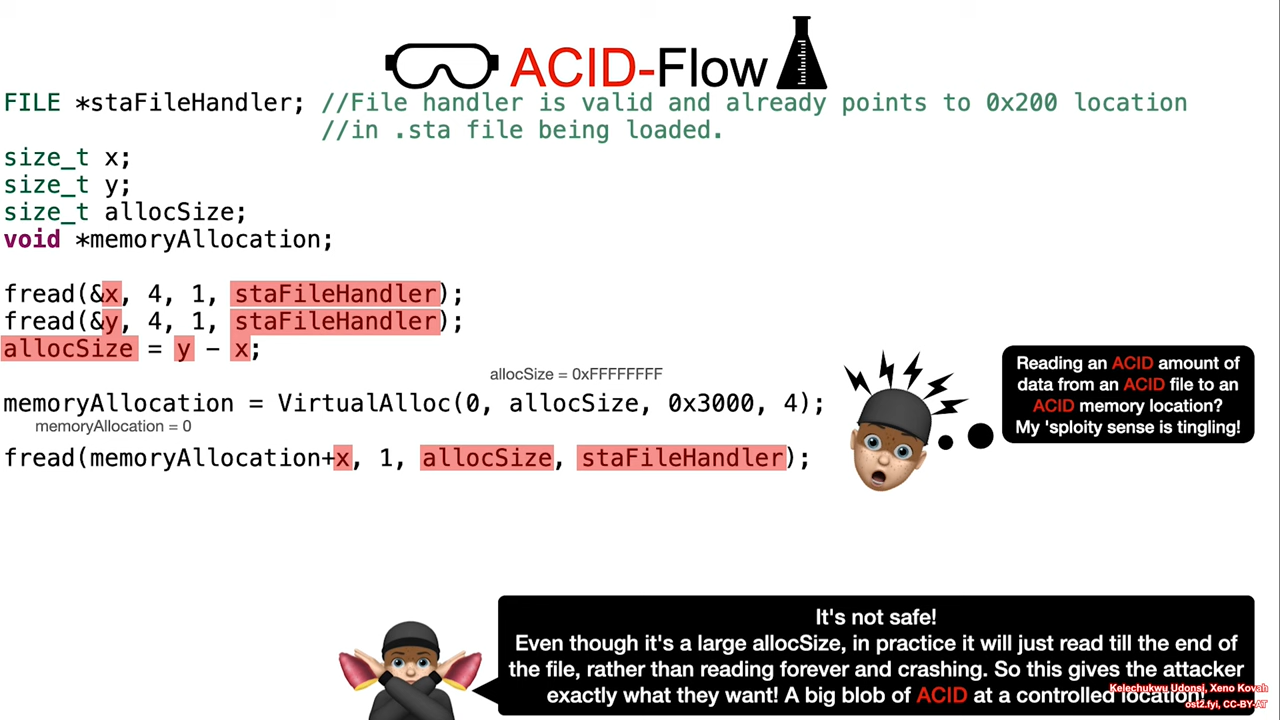 ACID-Flow
FILE *staFileHandler; //File handler is valid and already points to 0x200 location
//in .sta file being loaded.
size_t x;
size_t y;
size_t allocSize;
void *memoryAllocation;
fread(&x, 4, 1, staFileHandler);
fread(&y, 4, 1, staFileHandler);
allocSize = y - x;
allocSize = 0xFFFFFFFF
memoryAllocation = VirtualAlloc(0, allocSize, 0x3000, 4);
memoryAllocation = 0
fread(memoryAllocation+x, 1, allocSize, staFileHandler);
Reading an ACID amount of
data from an ACID file to an
ACID memory location?
My 'sploity sense is tingling!
It's not safe!
Even though it's a large allocSize, in practice it will just read till the end of
the file, rather than reading forever and crashing. So this gives the attacker
exactly what they want! A big blob of ACID at a controlled location!
Kelechukwu Udonsi, Xeno Kovah
ost2.fyi, CC-BY-AT